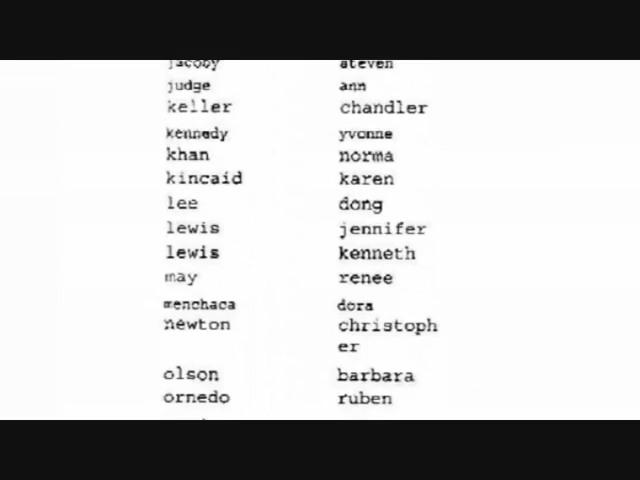 jacoby ateven
judge ann
keller chandler
kennedy yvonne
khan norma
kincaid karen
lee dong
lewis jennifer
lewis kenneth
may renee
menchaca dora
newton christoph
er
olson barbara
ornedo ruben